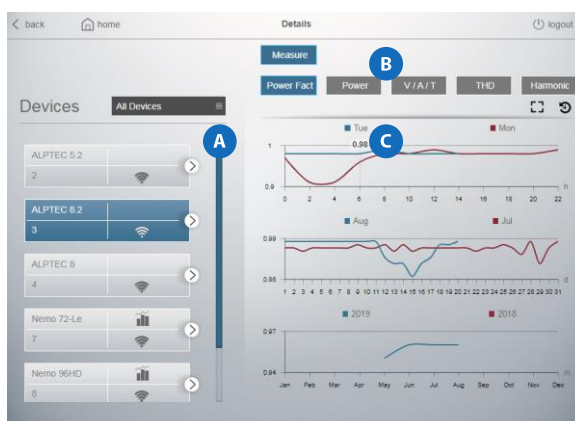 back home Details logout
Measure
B
Power Fact Power V / A / T THD Harmonic
Devices All Devices
A
C
Tue Mon
0.98
1
0.9
0 2 4 6 8 10 12 14 16 18 20 22 h
ALPTEC 5.2
2
ALPTEC 8.2
3
ALPTEC 8
4
Nemo 72-Le
7
Nemo 96HD
8
Aug Jul
0.99
1 2 3 4 5 6 7 8 9 10 11 12 13 14 15 16 17 18 19 20 21 22 23 24 25 26 27 28 29 30 31 d
2019 2018
0.97
0.94
Jan Feb Mar Apr May Jun Jul Aug Sep Oct Nov Dec m